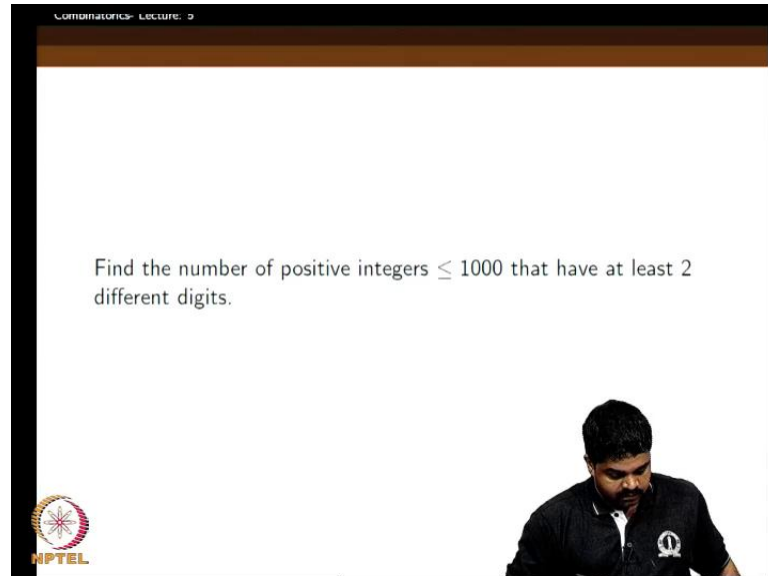 Combinatorics- Lecture: 5
Find the number of positive integers ≤ 1000 that have at least 2
different digits.
NPTEL